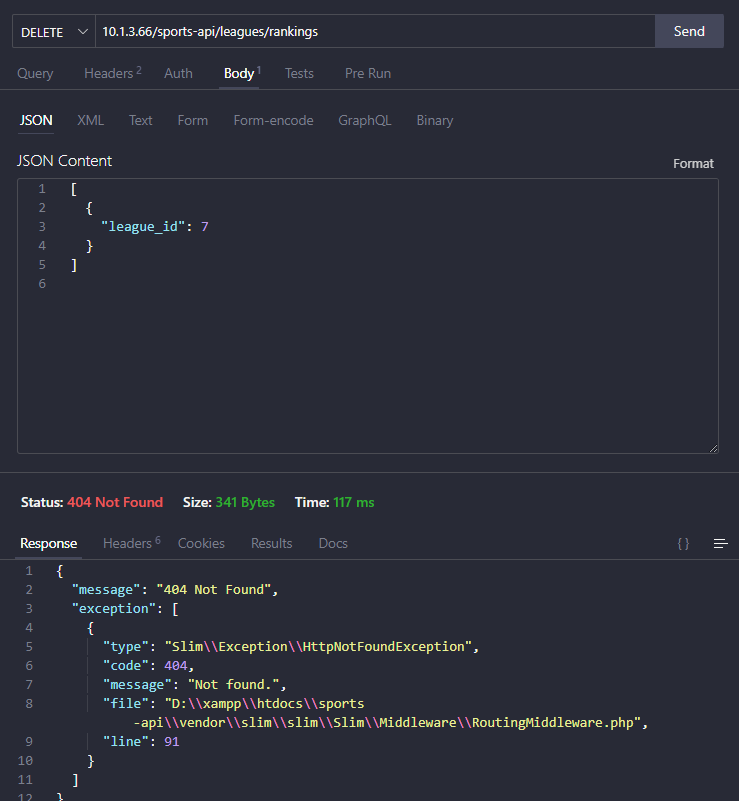 DELETE 10.1.3.66/sports-api/leagues/rankings Send
Query Headers 2 Auth Body 1 Tests Pre Run
JSON XML Text Form Form-encode GraphQL Binary
JSON Content Format
1 [
2 {
3 "league_id": 7
4 }
5 ]
6
Status: 404 Not Found Size: 341 Bytes Time: 117 ms
Response Headers 6 Cookies Results Docs { }
1 {
2 "message": "404 Not Found",
3 "exception": [
4 {
5 "type": "Slim\\Exception\\HttpNotFoundException",
6 "code": 404,
7 "message": "Not found.",
8 "file": "D:\\xampp\\htdocs\\sports
-api\\vendor\\slim\\slim\\Slim\\Middleware\\RoutingMiddleware.php",
9 "line": 91
10 }
11 ]
12 }